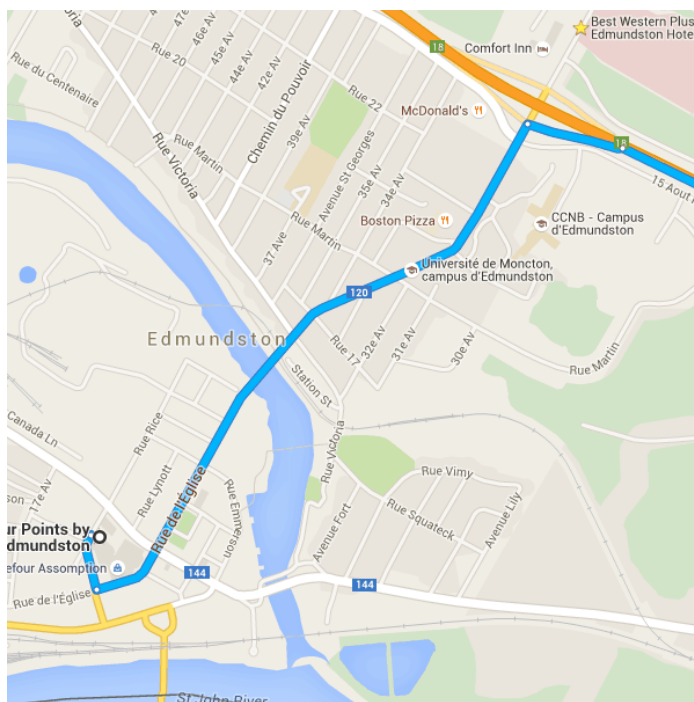 Victoria
46e Av
45e Av
44e Av
42e Av
Rue 20
Rue du Centenaire
Chemin du Pouvoir
Rue 22
18
Comfort Inn
Best Western Plus
Edmundston Hote
McDonald's
39e Av
Rue Victoria
Rue Martin
Avenue St Georges
35e Av
34e Av
18
15 Aout
37 Ave
Rue Martin
Boston Pizza
CCNB - Campus
d'Edmundston
Université de Moncton,
campus d'Edmundston
120
Edmundston
Rue 17
32e Av
31e Av
30e Av
Rue Martin
Station St
Canada Ln
Rue Rice
Rue Victoria
17e Av
Rue Lynott
Rue de l'Église
Rue Emmerson
Rue Vimy
Avenue Lily
Rue Squateck
Avenue Fort
ur Points by
dmundston
efour Assomption
144
144
Rue de l'Église
St John River